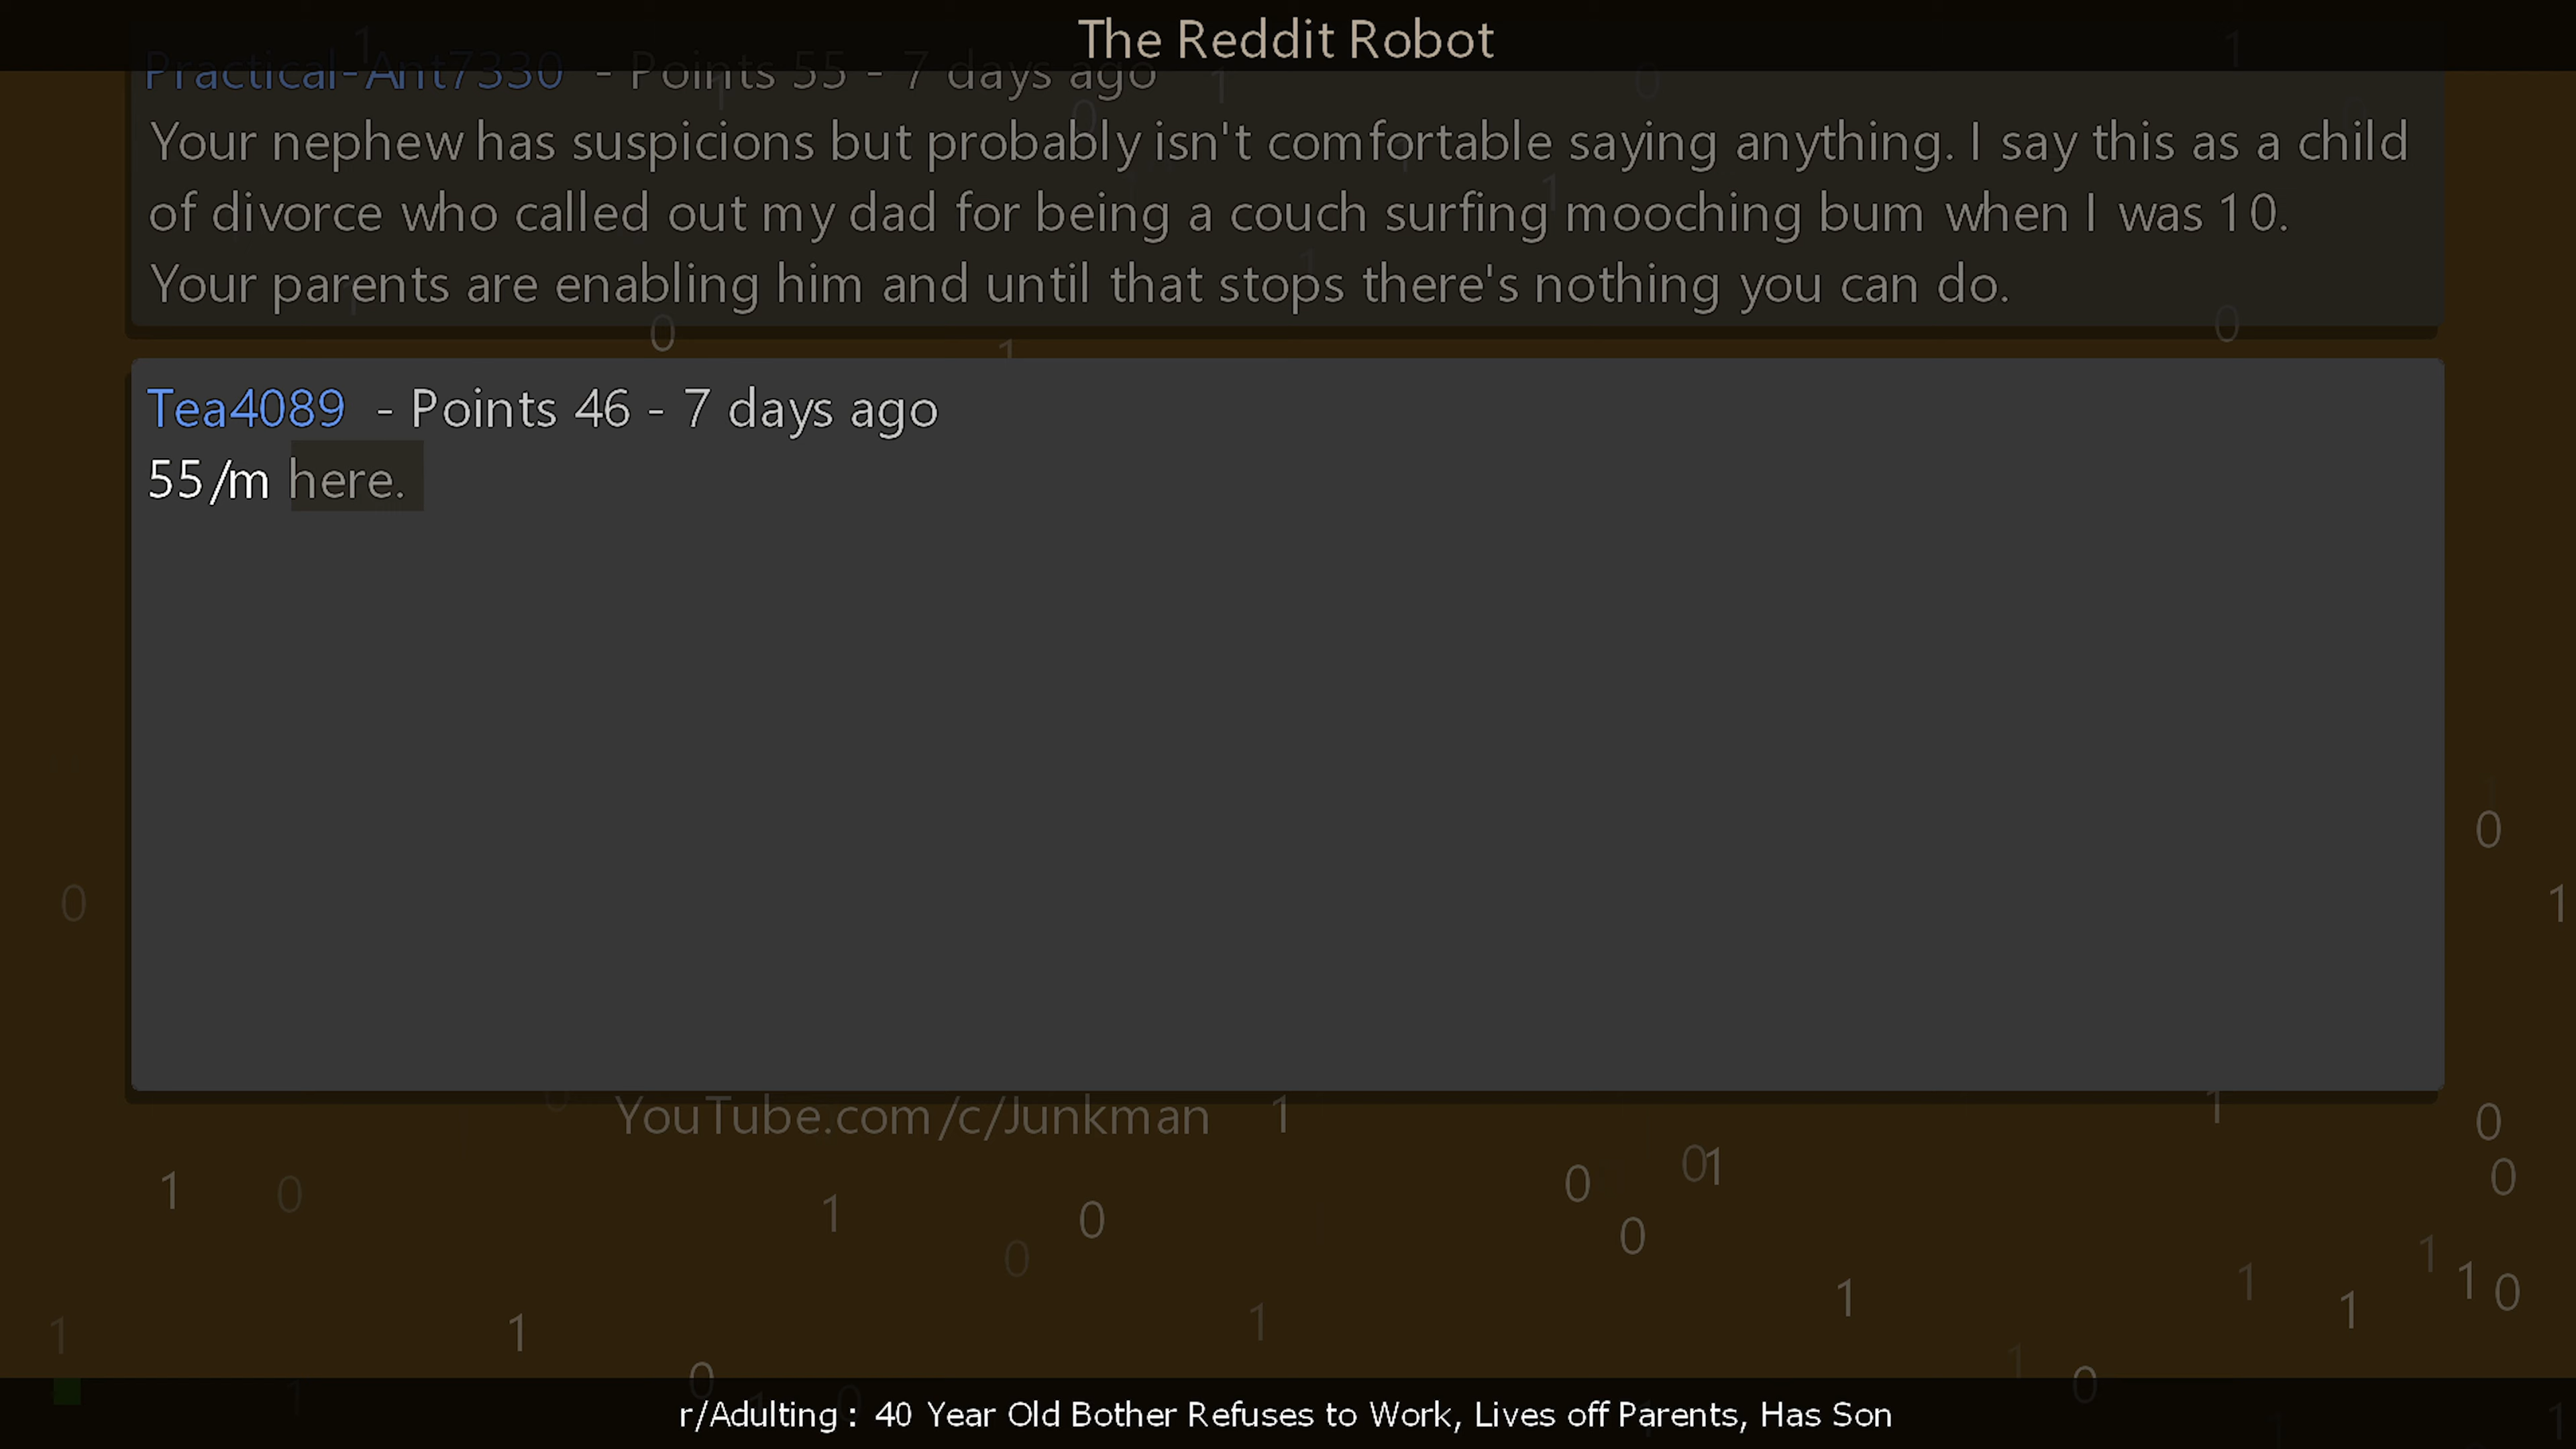 The Reddit Robot
Practical-Ant7330 - Points 55 - 7 days ago
Your nephew has suspicions but probably isn't comfortable saying anything. I say this as a child
of divorce who called out my dad for being a couch surfing mooching bum when I was 10.
Your parents are enabling him and until that stops there's nothing you can do.
Tea4089 - Points 46 - 7 days ago
55/m here.
YouTube.com/c/Junkman
r/Adulting : 40 Year Old Bother Refuses to Work, Lives off Parents, Has Son